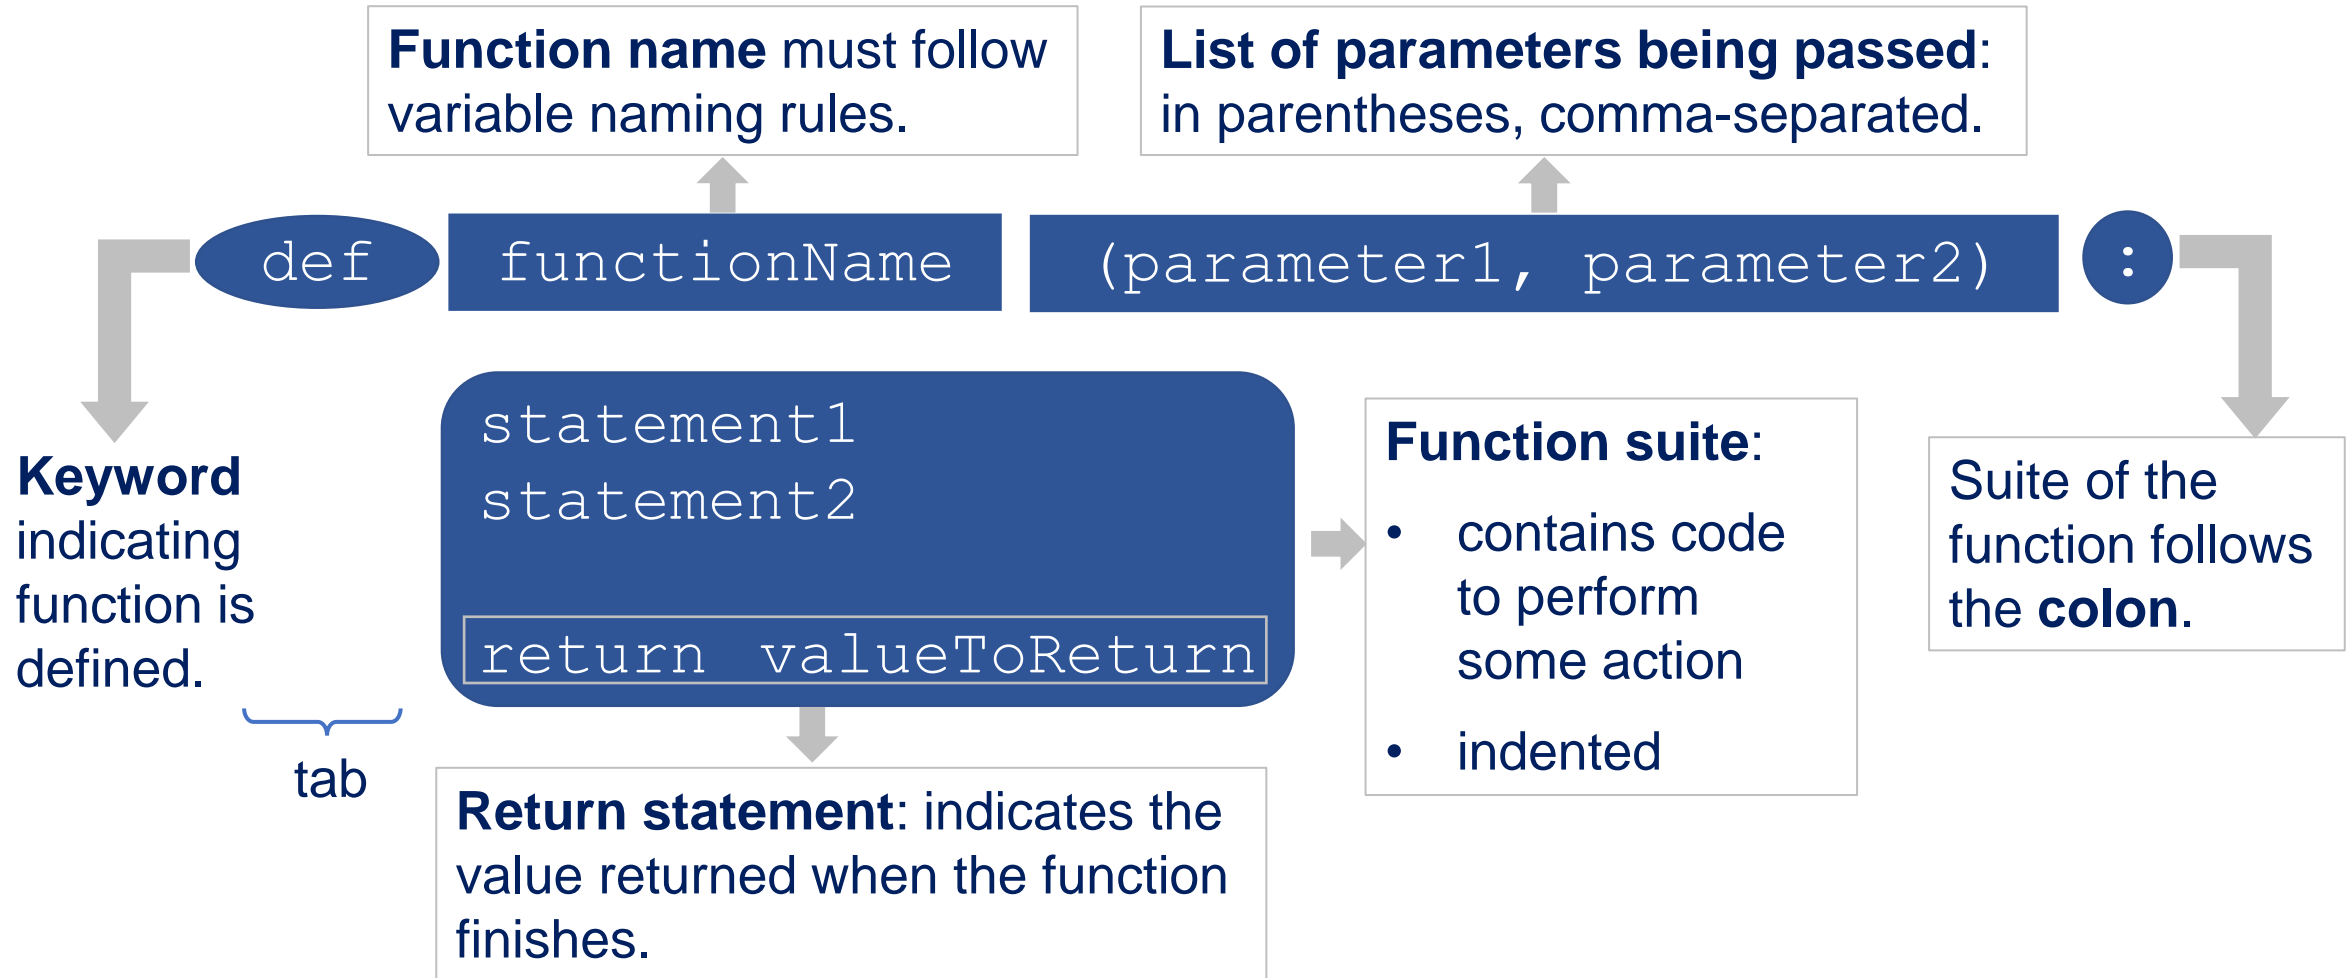 Function name must follow
variable naming rules.
List of parameters being passed:
in parentheses, comma-separated.
def functionName (parameter1, parameter2) :
Keyword
indicating
function is
defined.
statement1
statement2
return valueToReturn
Function suite:
• contains code
to perform
some action
• indented
Suite of the
function follows
the colon.
tab
Return statement: indicates the
value returned when the function
finishes.